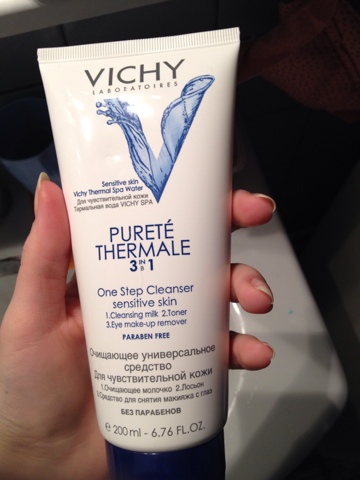 VICHY
LABORATOIRES
Sensitive skin
Vichy Thermal Spa Water
Для чувствительной кожи
Термальная вода VICHY SPA
PURETÉ
THERMALE
3 IN В 1
One Step Cleanser
sensitive skin
1.Cleansing milk 2.Toner
3.Eye make-up remover
PARABEN FREE
Очищающее универсальное
средство
Для чувствительной кожи
1.Очищающее молочко 2.Лосьон
3.Средство для снятия макияжа с глаз
БЕЗ ПАРАБЕНОВ
e 200 ml - 6.76 FL.OZ.